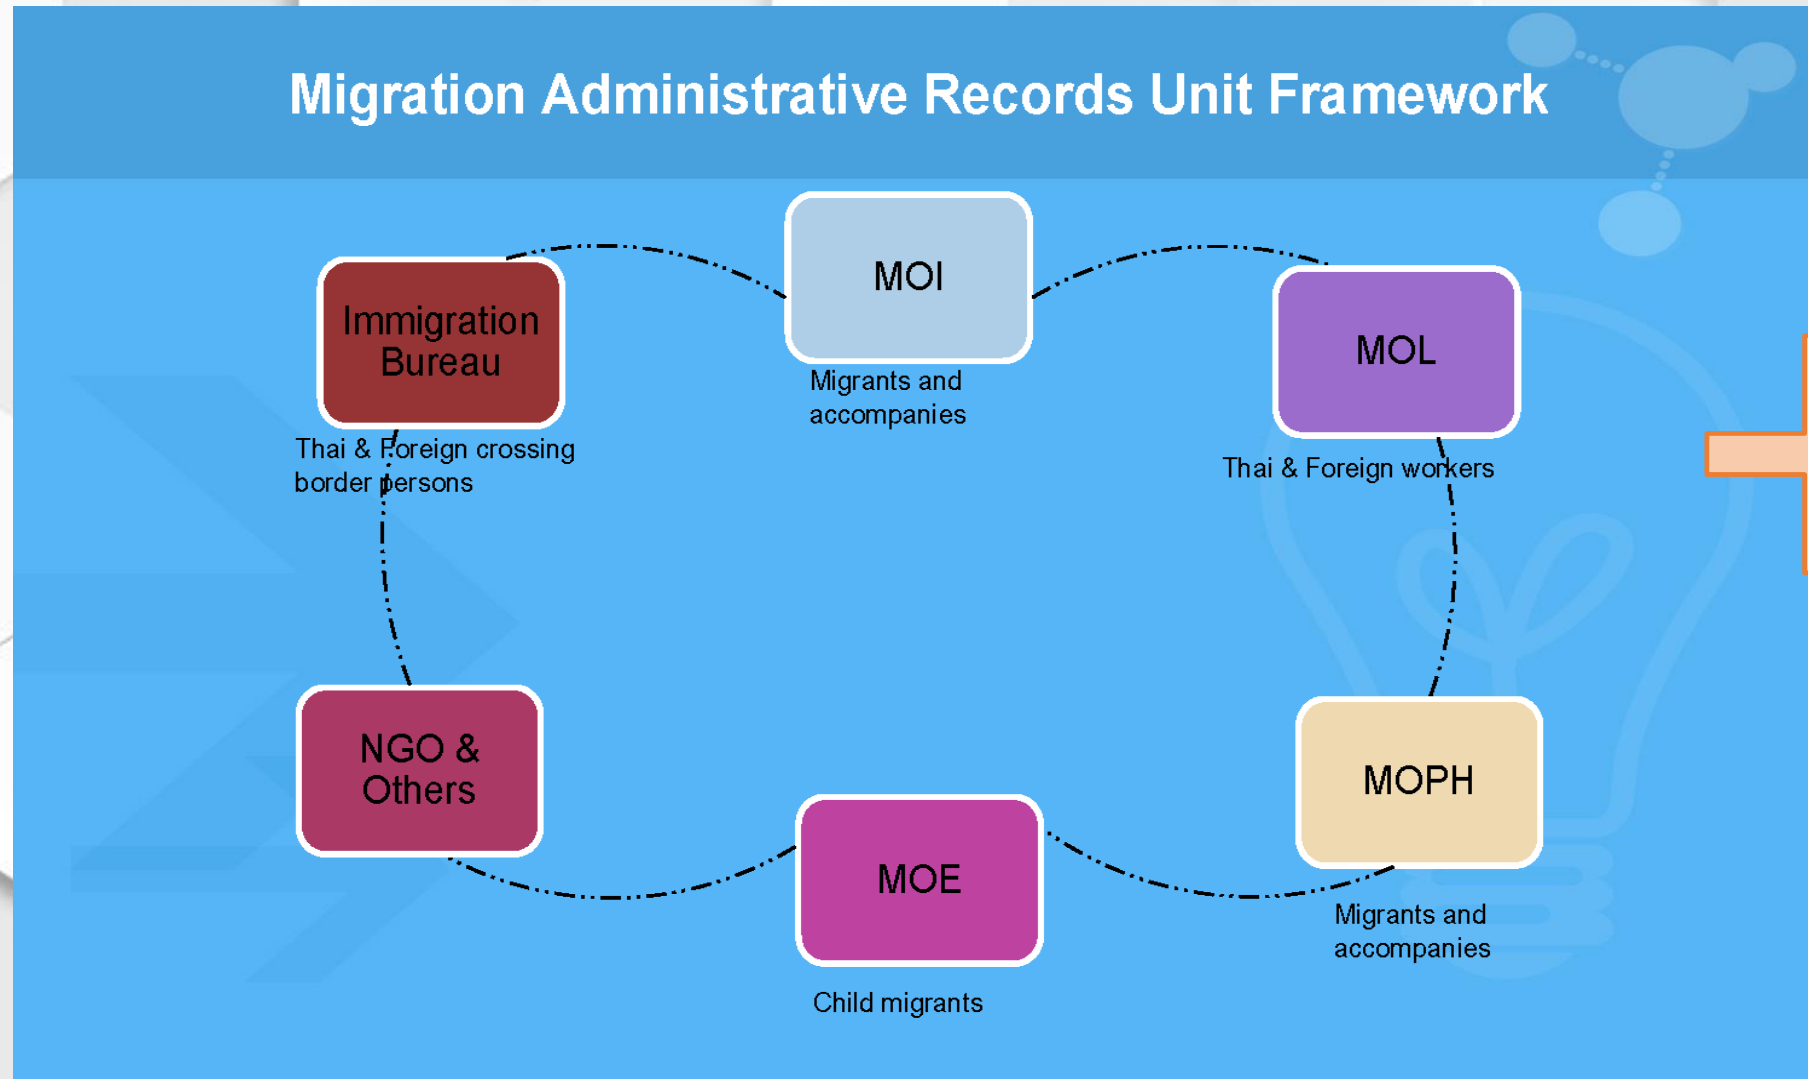 Migration Administrative Records Unit Framework
MOI
Migrants and
accompanies
Immigration
Bureau
Thai & Foreign crossing
border persons
MOL
Thai & Foreign workers
NGO &
Others
MOE
Child migrants
MOPH
Migrants and
accompanies